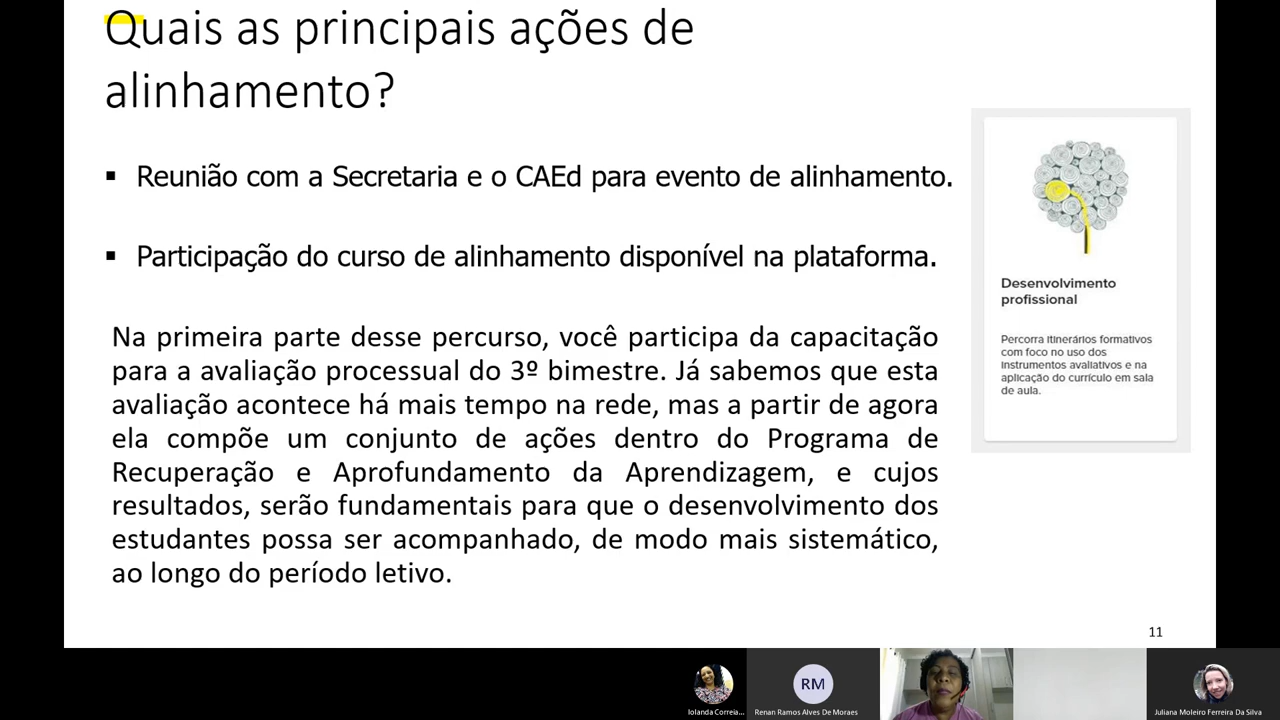 Quais as principais ações de
alinhamento?
▪ Reunião com a Secretaria e o CAEd para evento de alinhamento.
▪ Participação do curso de alinhamento disponível na plataforma.
Na primeira parte desse percurso, você participa da capacitação
para a avaliação processual do 3º bimestre. Já sabemos que esta
avaliação acontece há mais tempo na rede, mas a partir de agora
ela compõe um conjunto de ações dentro do Programa de
Recuperação e Aprofundamento da Aprendizagem, e cujos
resultados, serão fundamentais para que o desenvolvimento dos
estudantes possa ser acompanhado, de modo mais sistemático,
ao longo do período letivo.
Desenvolvimento
profissional
Percorra itinerários formativos
com foco no uso dos
instrumentos avaliativos e na
aplicação do currículo em sala
de aula.
11
RM
Iolanda Correia...
Renan Ramos Alves De Moraes
Juliana Moleiro Ferreira Da Silva